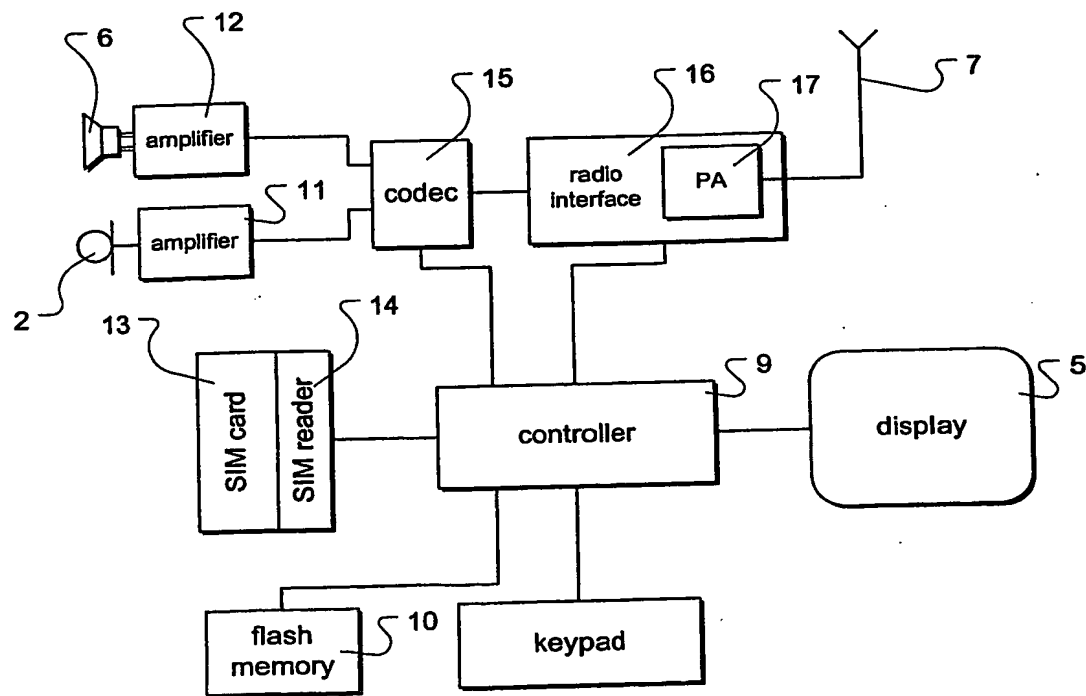 6
12
15
16
17
7
amplifier
codec
radio
interface
PA
11
amplifier
2
13
14
9
5
SIM card
SIM reader
controller
display
flash
memory
10
keypad